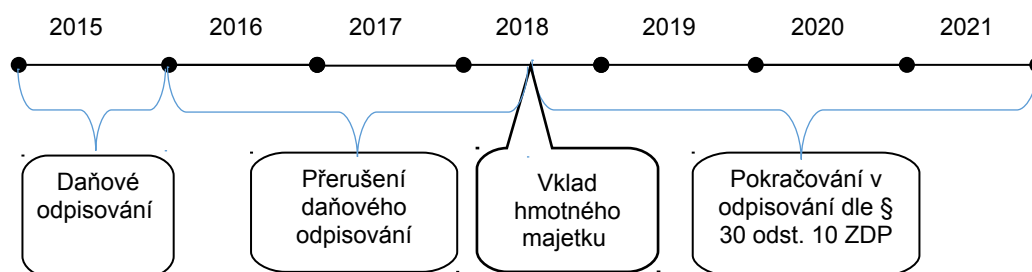 2015 2016 2017 2018 2019 2020 2021
Daňové
odpisování
Přerušení
daňového
odpisování
Vklad
hmotného
majetku
Pokračování v
odpisování dle §
30 odst. 10 ZDP